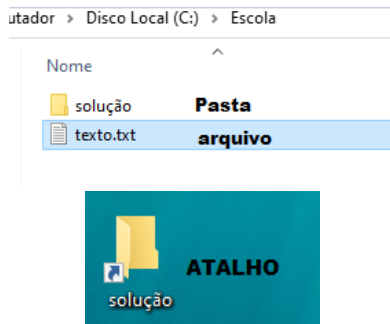 utador > Disco Local (C:) > Escola
Nome
solução Pasta
texto.txt arquivo
ATALHO
solução